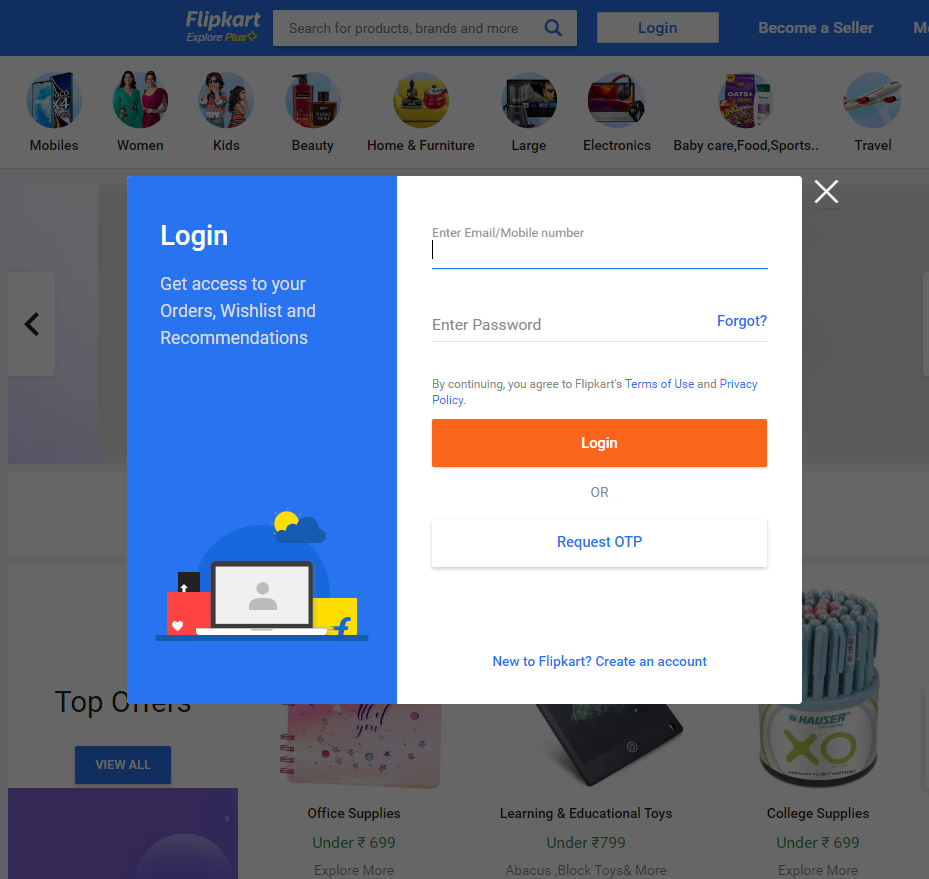 Flipkart
Explore Plus
Search for products, brands and more
Login
Become a Seller
Mobiles
Women
Kids
Beauty
Home & Furniture
Large
Electronics
Baby care,Food,Sports..
Travel
Login
Get access to your
Orders, Wishlist and
Recommendations
Enter Email/Mobile number
Enter Password
Forgot?
By continuing, you agree to Flipkart's Terms of Use and Privacy
Policy.
Login
OR
Request OTP
New to Flipkart? Create an account
Top Offers
VIEW ALL
OATS+
HAUSER
XO
Office Supplies
Under ₹ 699
Explore More
Learning & Educational Toys
Under ₹799
Abacus ,Block Toys& More
College Supplies
Under ₹ 699
Explore More